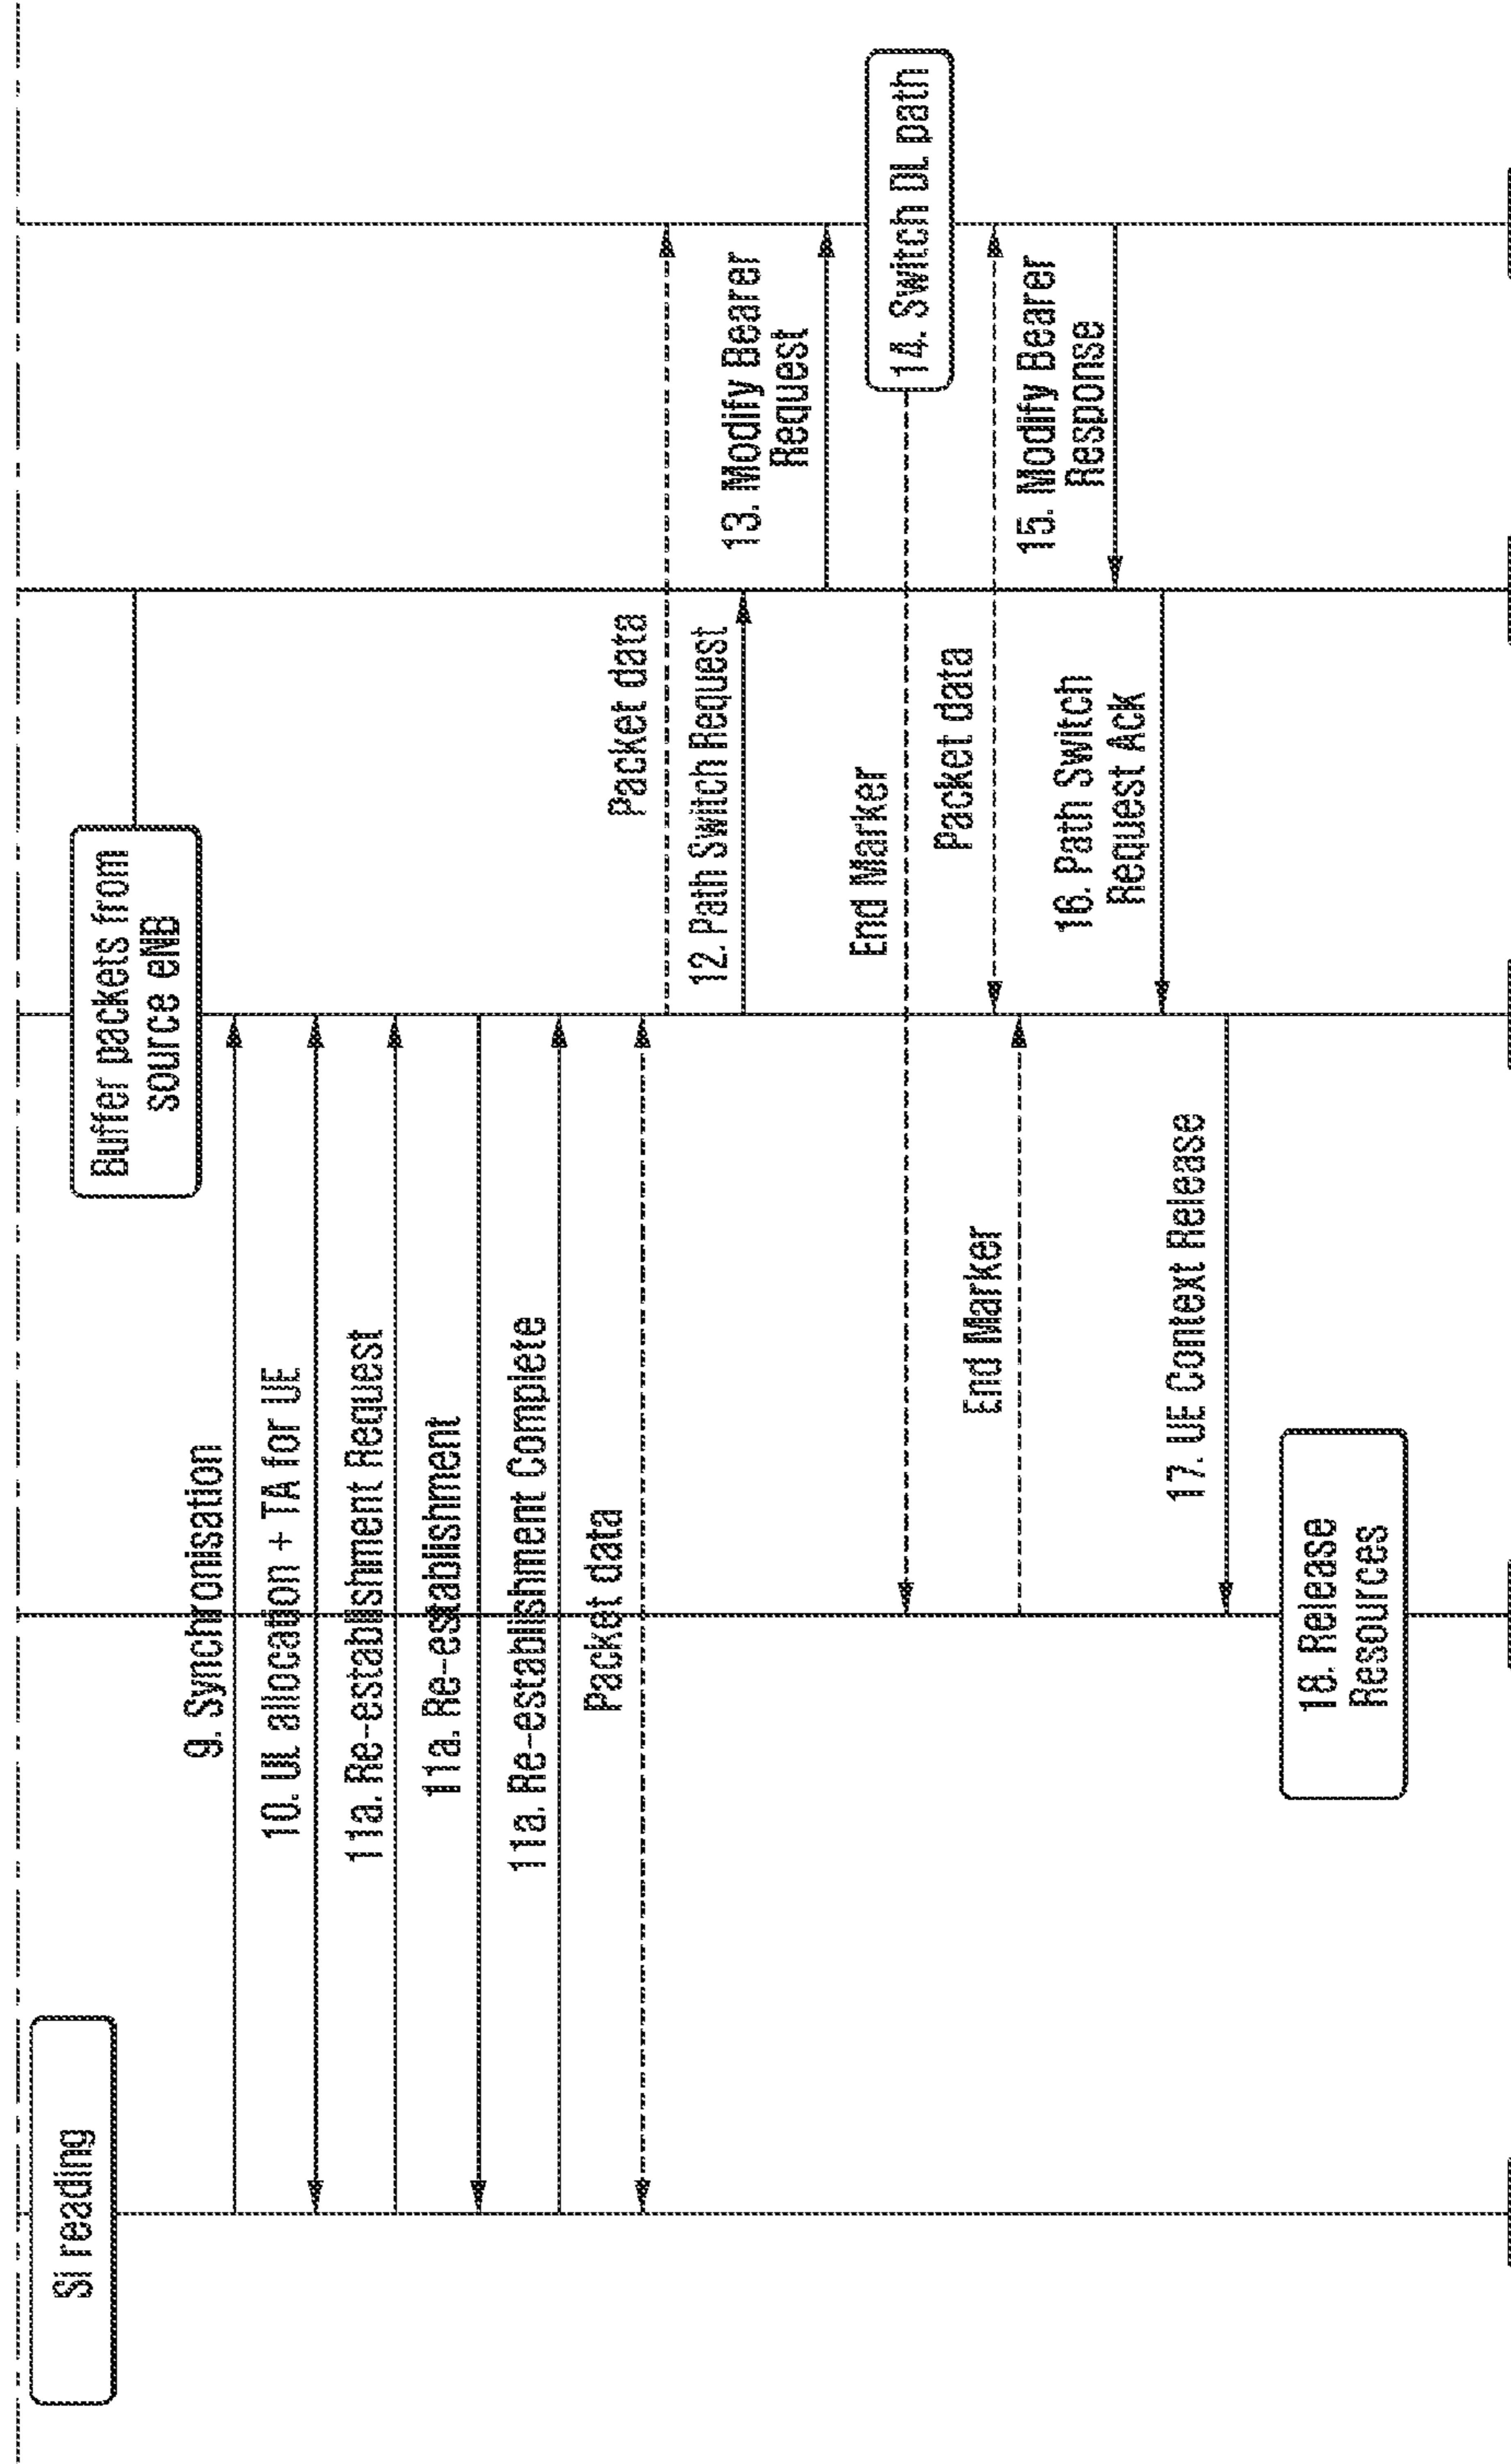 SI reading
Buffer packets from
source eNB
9. Synchronisation
10. UL allocation + TA for UE
11a. Re-establishment Request
11a. Re-establishment
11a. Re-establishment Complete
Packet data
Packet data
12. Path Switch Request
13. Modify Bearer
Request
End Marker
14. Switch DL path
Packet data
End Marker
15. Modify Bearer
Response
16. Path Switch
Request Ack
17. UE Context Release
18. Release
Resources